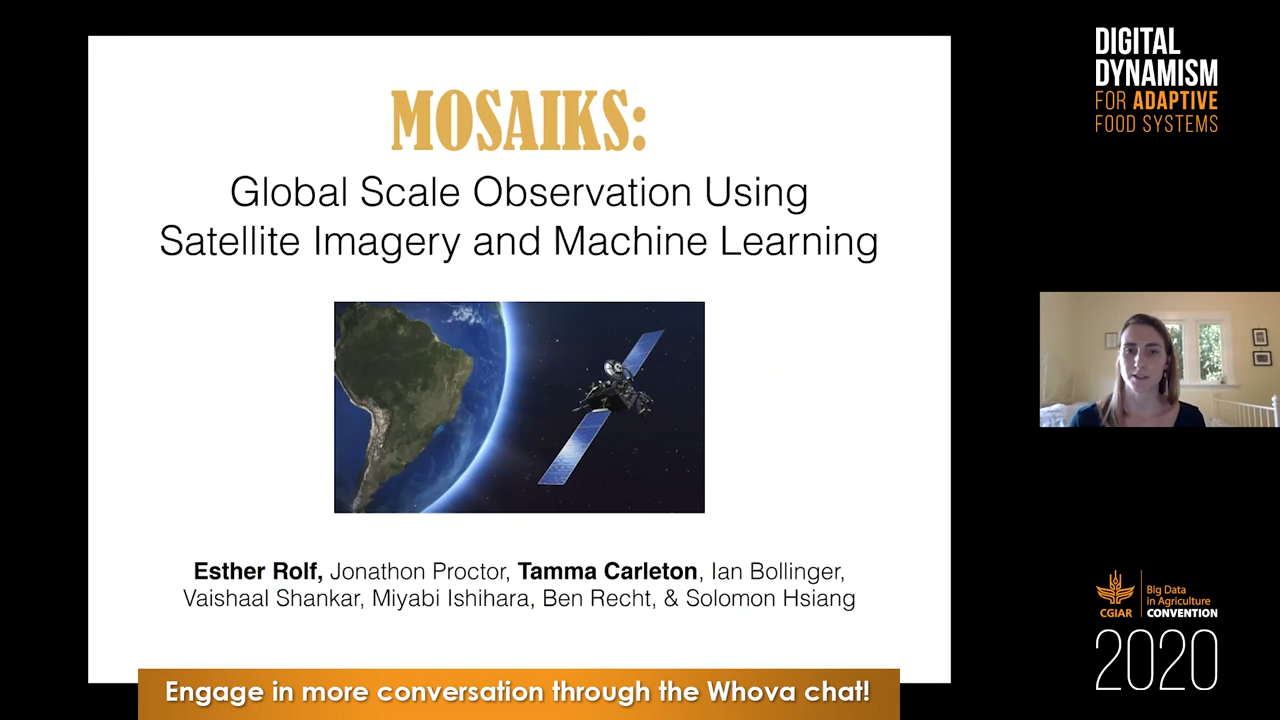 MOSAIKS:
Global Scale Observation Using
Satellite Imagery and Machine Learning
Esther Rolf, Jonathon Proctor, Tamma Carleton, Ian Bollinger,
Vaishaal Shankar, Miyabi Ishihara, Ben Recht, & Solomon Hsiang
Engage in more conversation through the Whova chat!
DIGITAL
DYNAMISM
FOR ADAPTIVE
FOOD SYSTEMS
CGIAR
Big Data
in Agriculture
CONVENTION
2020